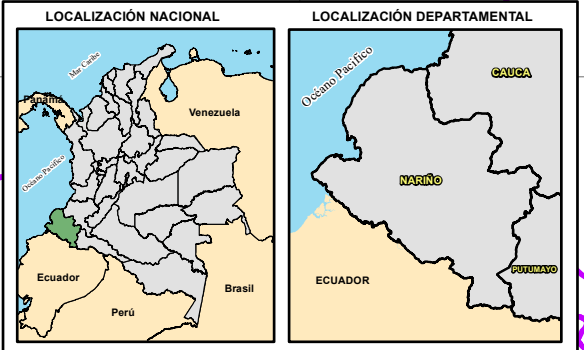 LOCALIZACIÓN NACIONAL
Mar Caribe
Panamá
Venezuela
Océano Pacífico
Ecuador
Perú
Brasil
LOCALIZACIÓN DEPARTAMENTAL
Océano Pacífico
CAUCA
NARIÑO
PUTUMAYO
ECUADOR